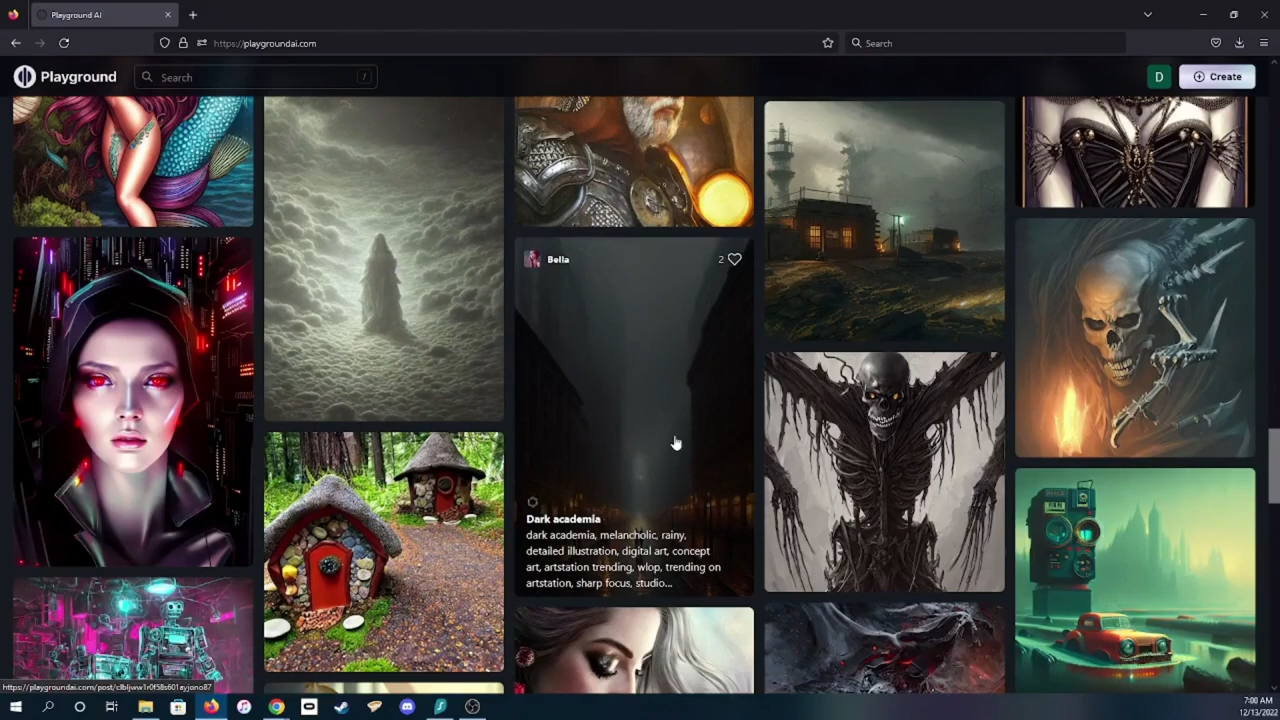 Playground AI
https://playgroundai.com
Search
Playground
Search
/
D
Create
Bella
2
Dark academia
dark academia, melancholic, rainy,
detailed illustration, digital art, concept
art, artstation trending, wlop, trending on
artstation, sharp focus, studio...
7:00 AM
12/13/2022